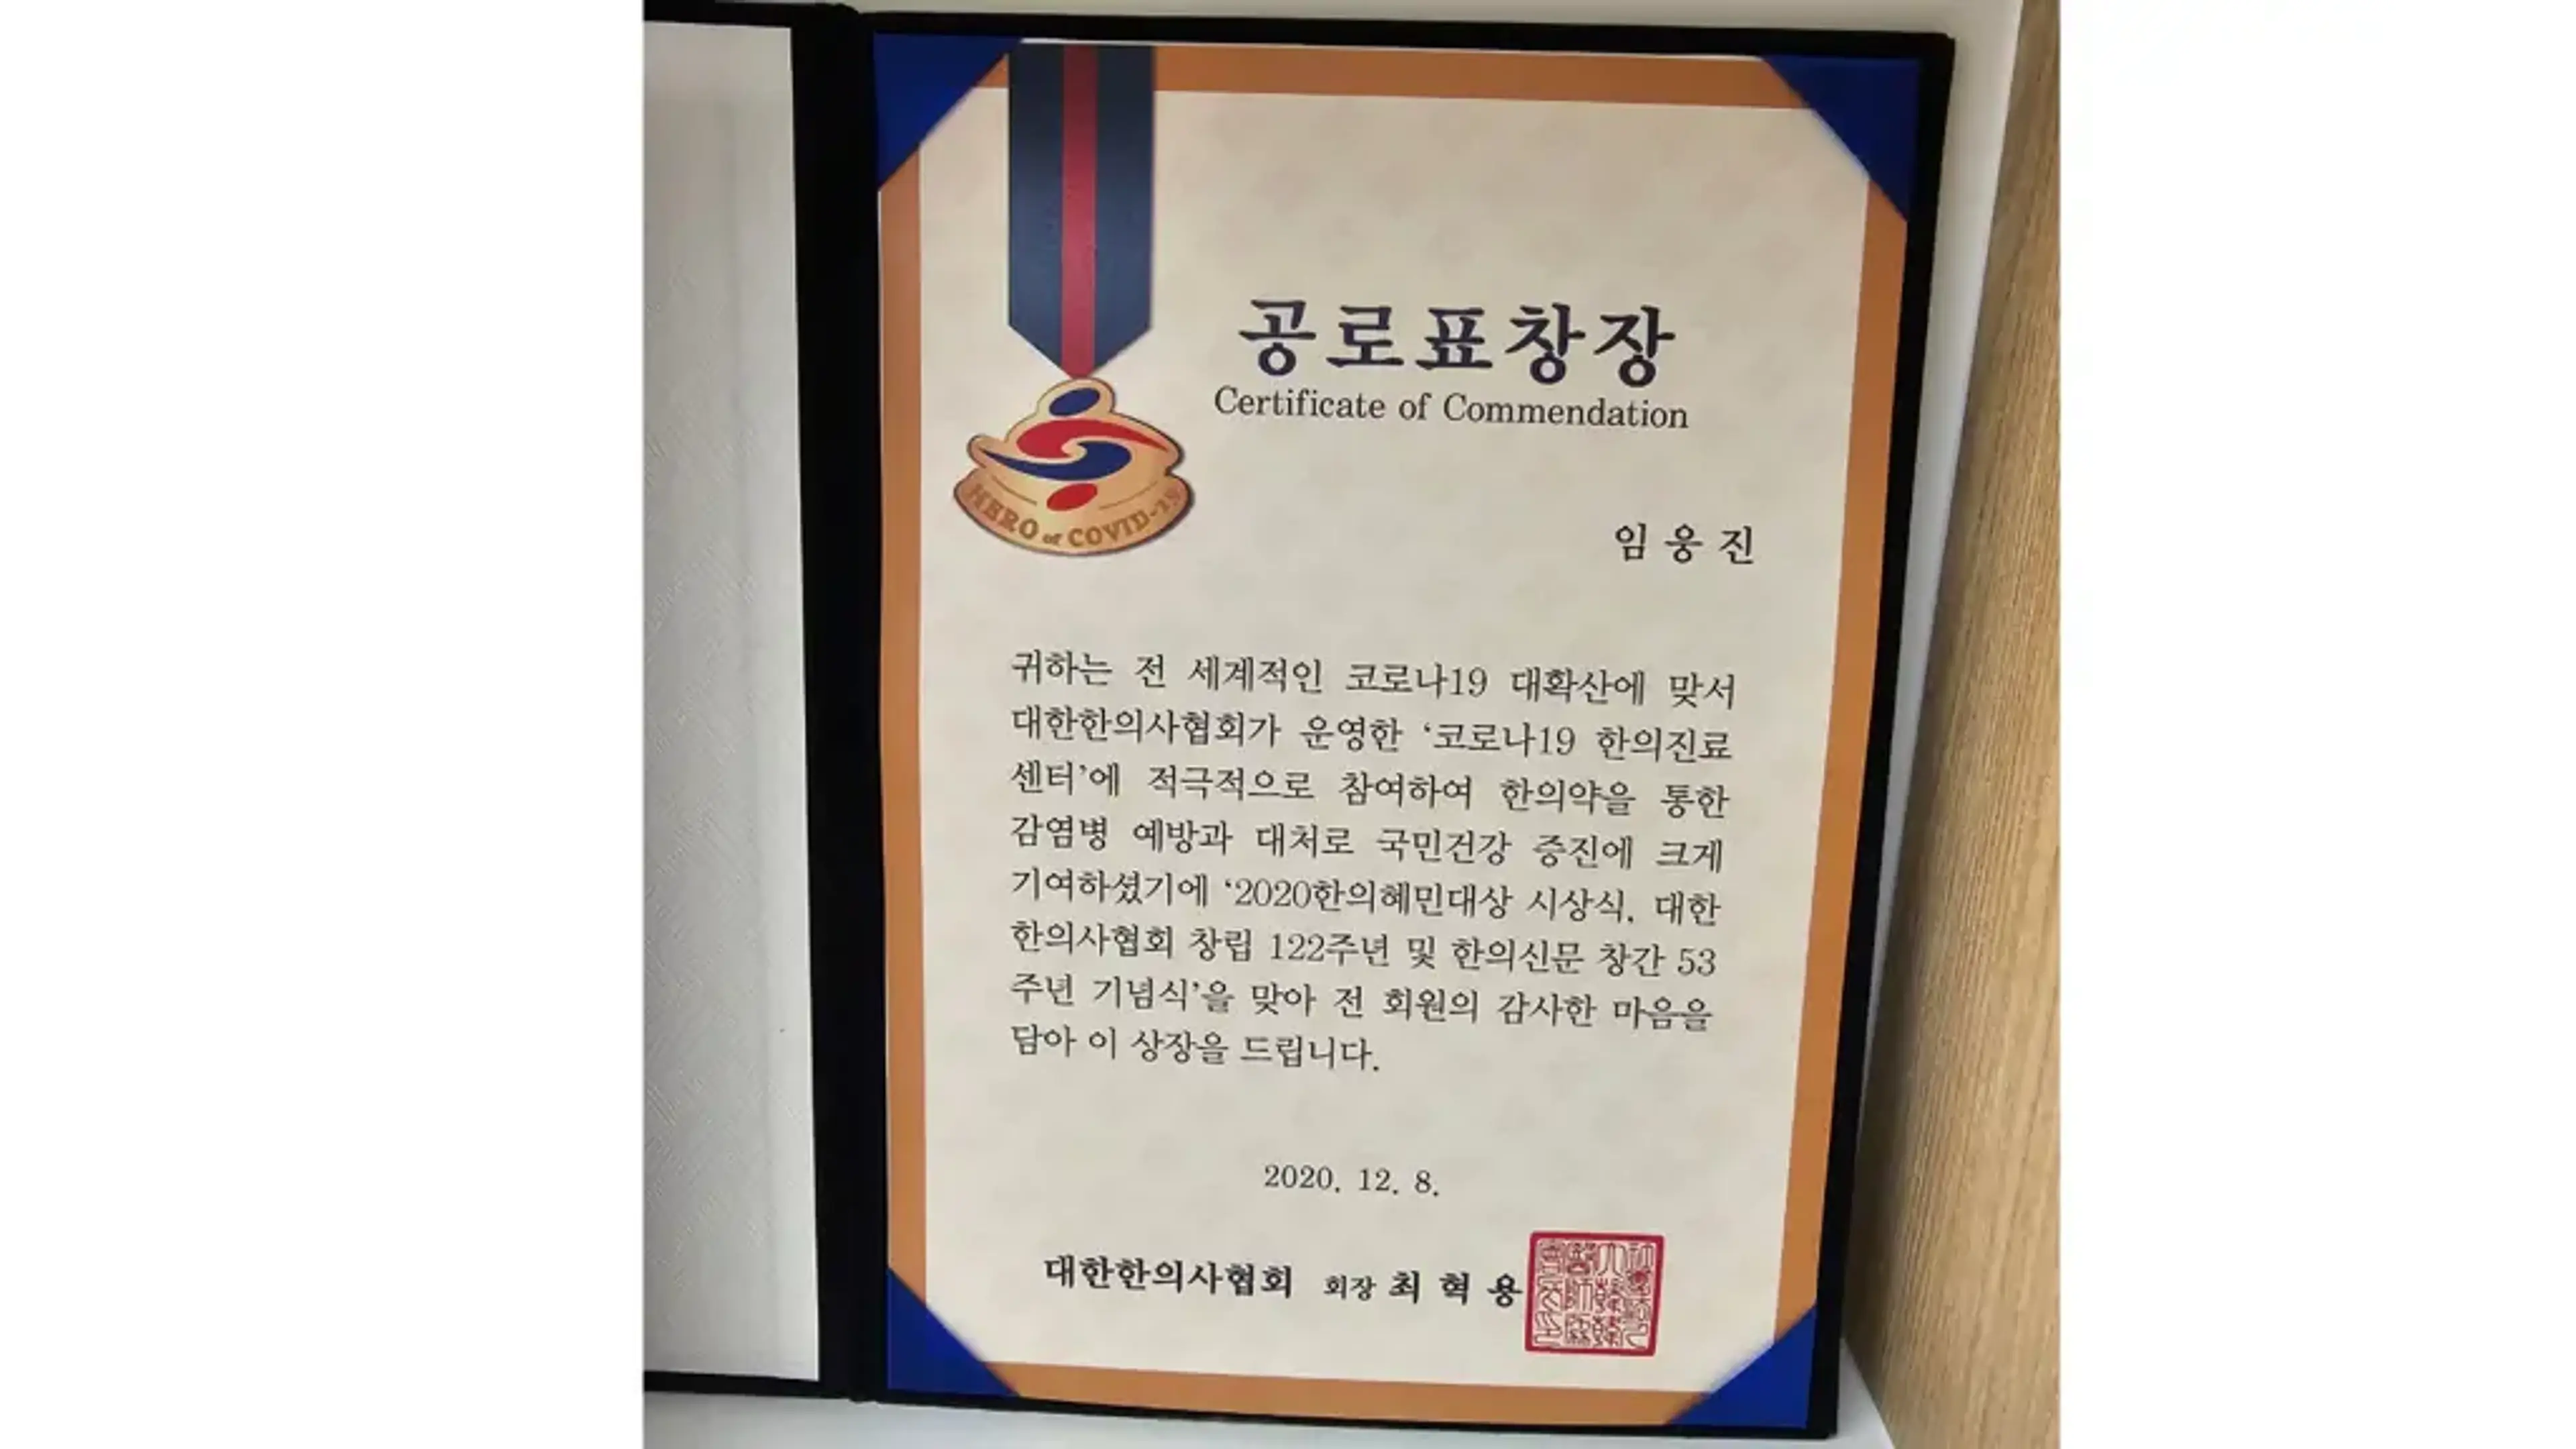 공로표창장
Certificate of Commendation
HERO of COVID-19
임웅진
귀하는 전 세계적인 코로나19 대확산에 맞서
대한한의사협회가 운영한 ‘코로나19 한의진료
센터’에 적극적으로 참여하여 한의약을 통한
감염병 예방과 대처로 국민건강 증진에 크게
기여하셨기에 ‘2020한의혜민대상 시상식, 대한
한의사협회 창립 122주년 및 한의신문 창간 53
주년 기념식’을 맞아 전 회원의 감사한 마음을
담아 이 상장을 드립니다.
2020. 12. 8.
대한한의사협회 회장 최혁용